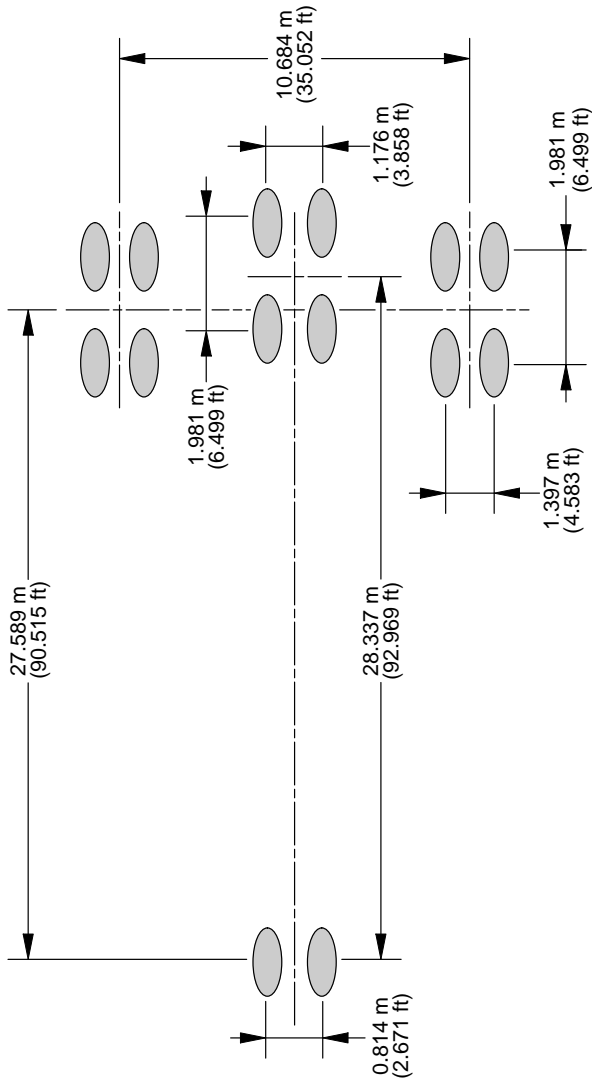 10.684 m
(35.052 ft)
1.176 m
(3.858 ft)
1.981 m
(6.499 ft)
1.981 m
(6.499 ft)
1.397 m
(4.583 ft)
27.589 m
(90.515 ft)
28.337 m
(92.969 ft)
0.814 m
(2.671 ft)